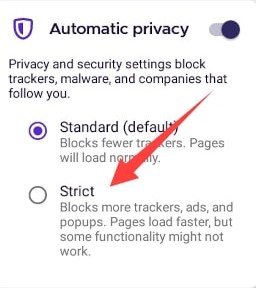 Automatic privacy
Privacy and security settings block
trackers, malware, and companies that
follow you.
Standard (default)
Blocks fewer trackers. Pages
will load normally.
Strict
Blocks more trackers, ads, and
popups. Pages load faster, but
some functionality might not
work.